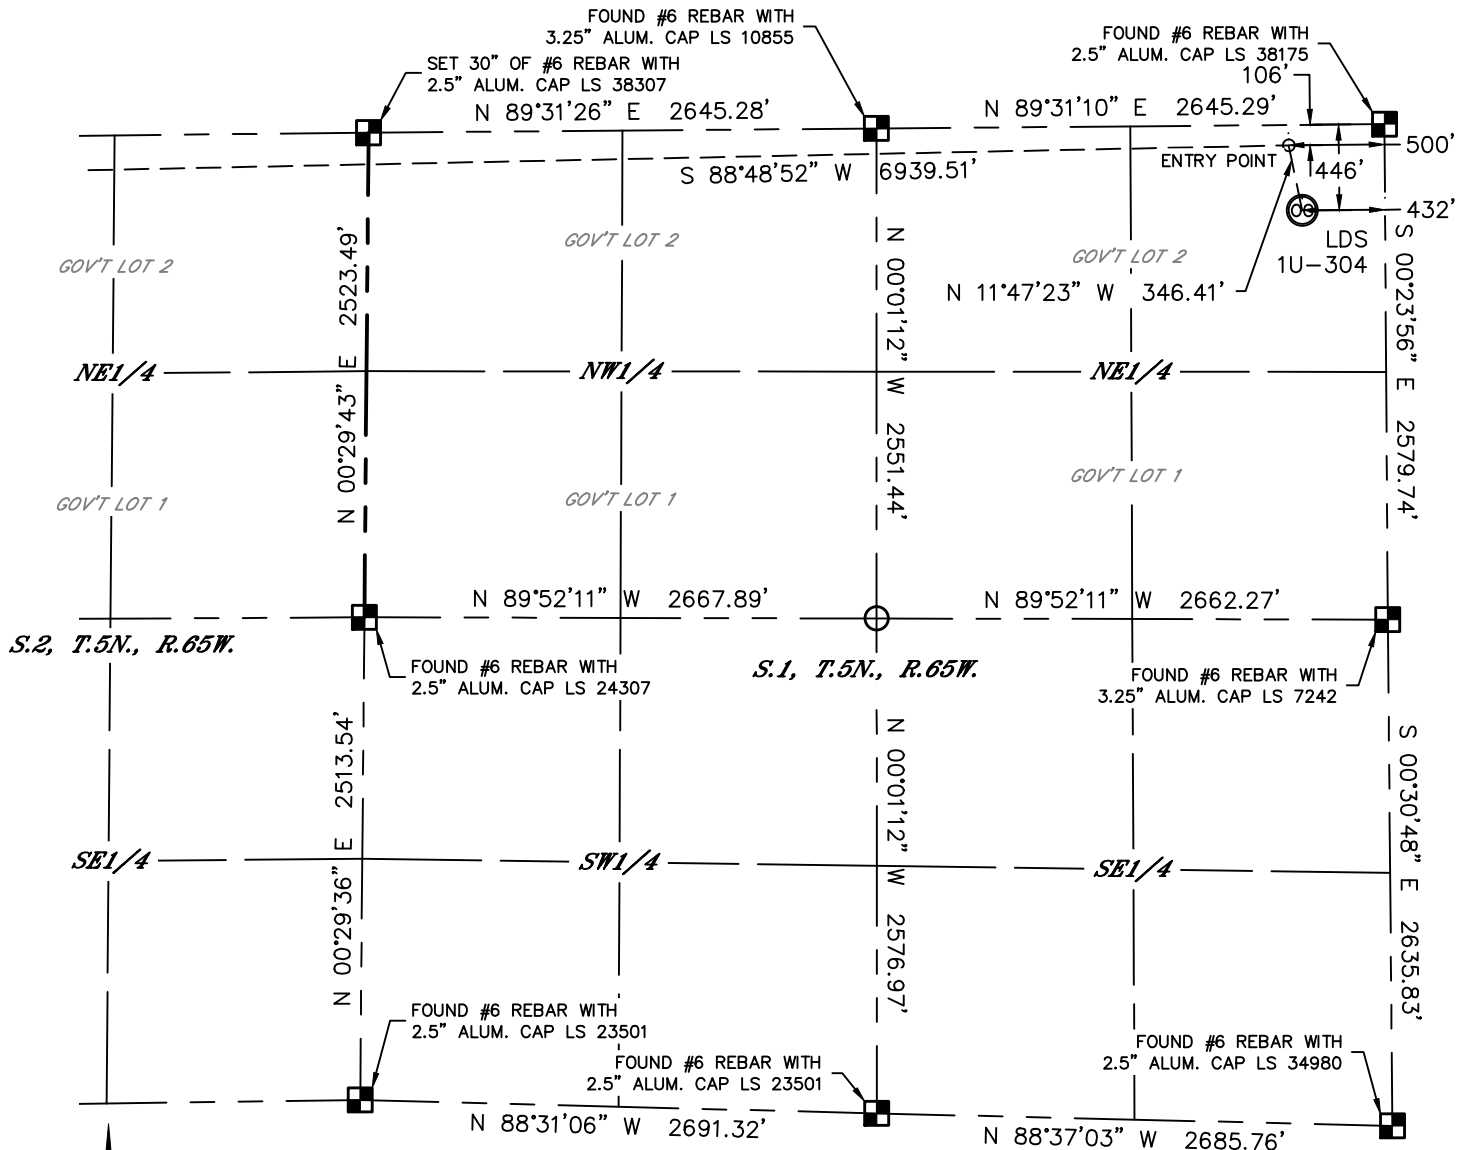 FOUND #6 REBAR WITH
3.25" ALUM. CAP LS 10855
FOUND #6 REBAR WITH
2.5" ALUM. CAP LS 38175
SET 30" OF #6 REBAR WITH
2.5" ALUM. CAP LS 38307
106'
N 89°31'26" E 2645.28'
N 89°31'10" E 2645.29'
500'
ENTRY POINT
446'
S 88°48'52" W 6939.51'
432'
LDS
1U-304
N 11°47'23" W 346.41'
GOV'T LOT 2
GOV'T LOT 2
GOV'T LOT 2
N 00°29'43" E 2523.49'
N 00°01'12" W 2551.44'
S 00°23'56" E 2579.74'
NE1/4
NW1/4
NE1/4
GOV'T LOT 1
GOV'T LOT 1
GOV'T LOT 1
N 89°52'11" W 2667.89'
N 89°52'11" W 2662.27'
S.2, T.5N., R.65W.
S.1, T.5N., R.65W.
FOUND #6 REBAR WITH
2.5" ALUM. CAP LS 24307
FOUND #6 REBAR WITH
3.25" ALUM. CAP LS 7242
N 00°29'36" E 2513.54'
N 00°01'12" W 2576.97'
S 00°30'48" E 2635.83'
SE1/4
SW1/4
SE1/4
FOUND #6 REBAR WITH
2.5" ALUM. CAP LS 23501
FOUND #6 REBAR WITH
2.5" ALUM. CAP LS 23501
FOUND #6 REBAR WITH
2.5" ALUM. CAP LS 34980
N 88°31'06" W 2691.32'
N 88°37'03" W 2685.76'